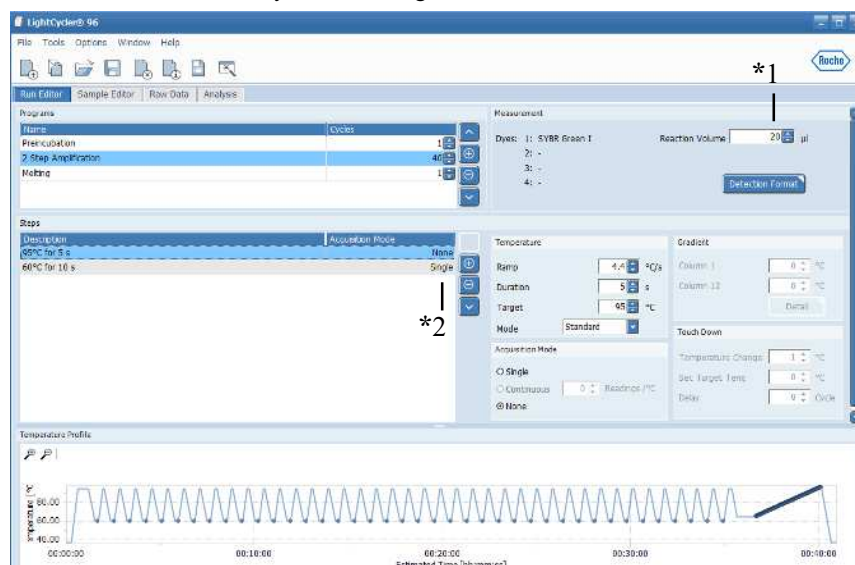 LightCycler® 96
File Tools Options Window Help
Roche
*1
Run Editor Sample Editor Raw Data Analysis
Programs
Name Cycles
Preincubation 1
2 Step Amplification 40
Melting 1
Measurement
Dyes: 1: SYBR Green I Reaction Volume 20 µl
2: -
3: -
4: -
Detection Format
Steps
Description Acquisition Mode
95°C for 5 s None
60°C for 10 s Single
*2
Temperature
Ramp 4.4 °C/s
Duration 5 s
Target 95 °C
Mode Standard
Acquisition Mode
Single
Continuous 0 Readings /°C
None
Gradient
Column 1 0 °C
Column 12 0 °C
Detail
Touch Down
Temperature Change 1 °C
Sec Target Temp 0 °C
Delay 0 Cycle
Temperature Profile
80.00
60.00
40.00
00:00:00 00:10:00 00:20:00 00:30:00 00:40:00
Estimated Time [hh:mm:ss]